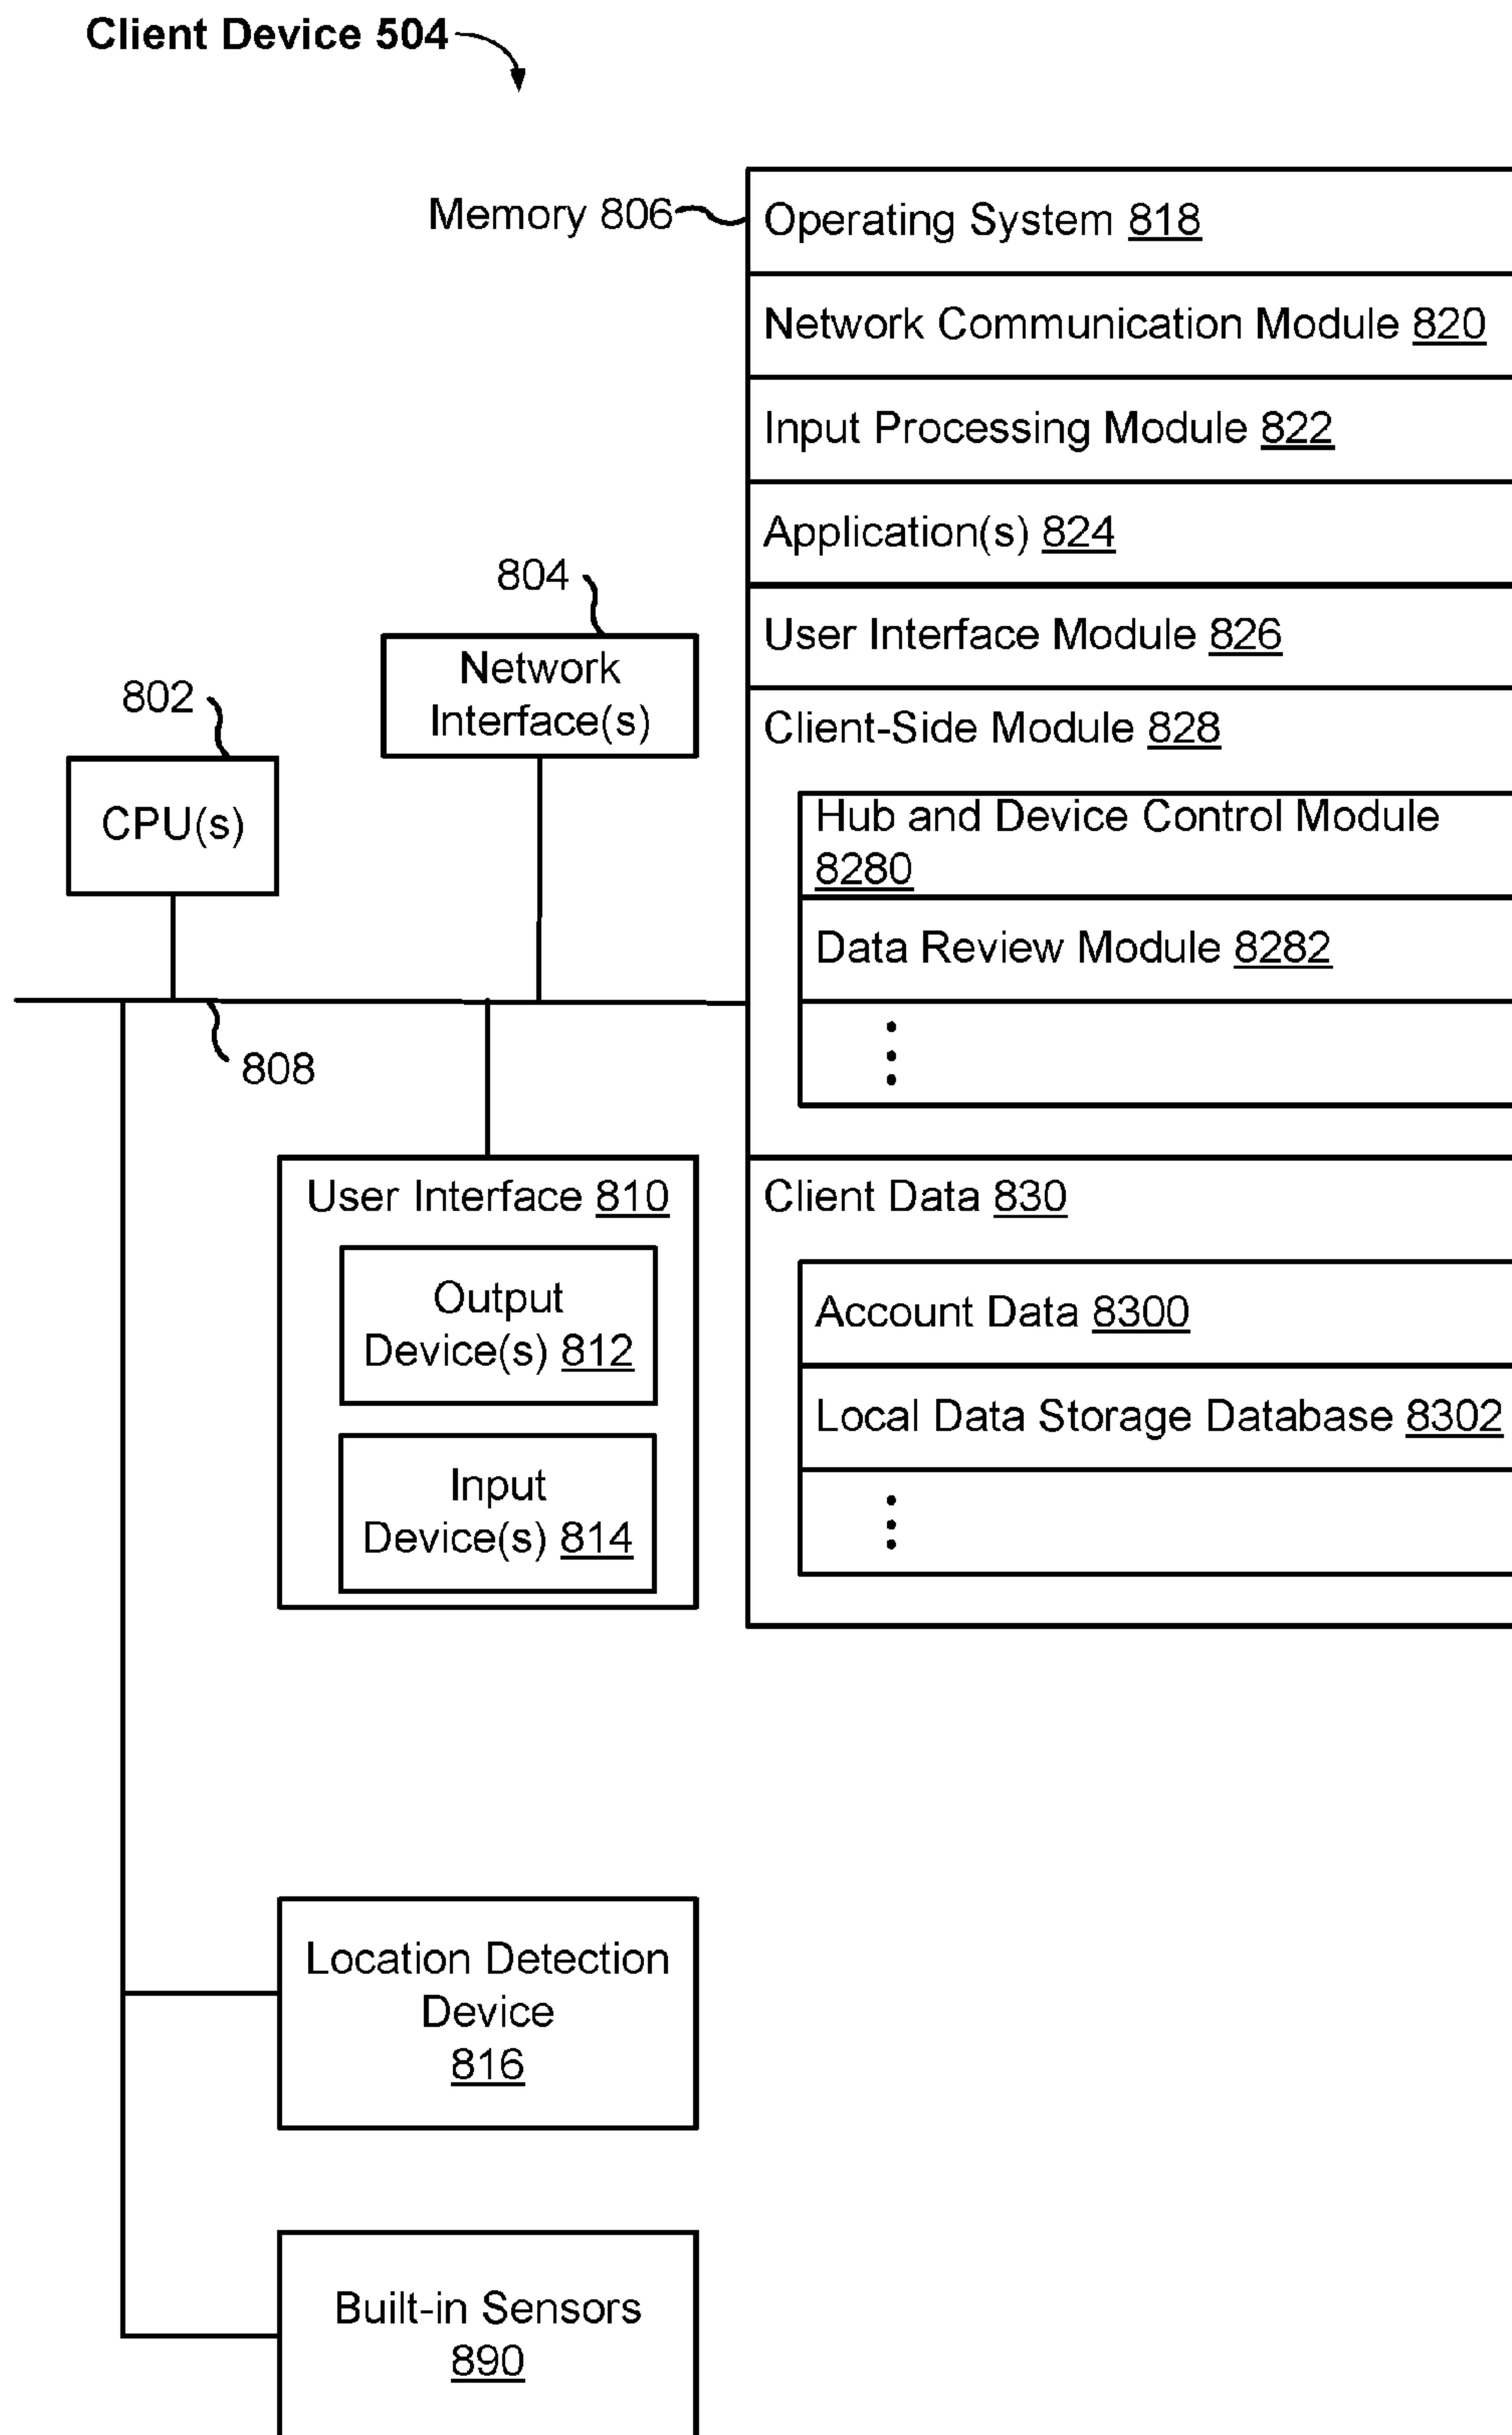 Client Device 504
Memory 806
Operating System 818
Network Communication Module 820
Input Processing Module 822
Application(s) 824
User Interface Module 826
Client-Side Module 828
Hub and Device Control Module
8280
Data Review Module 8282
Client Data 830
Account Data 8300
Local Data Storage Database 8302
804
Network
Interface(s)
802
CPU(s)
808
User Interface 810
Output
Device(s) 812
Input
Device(s) 814
Location Detection
Device
816
Built-in Sensors
890